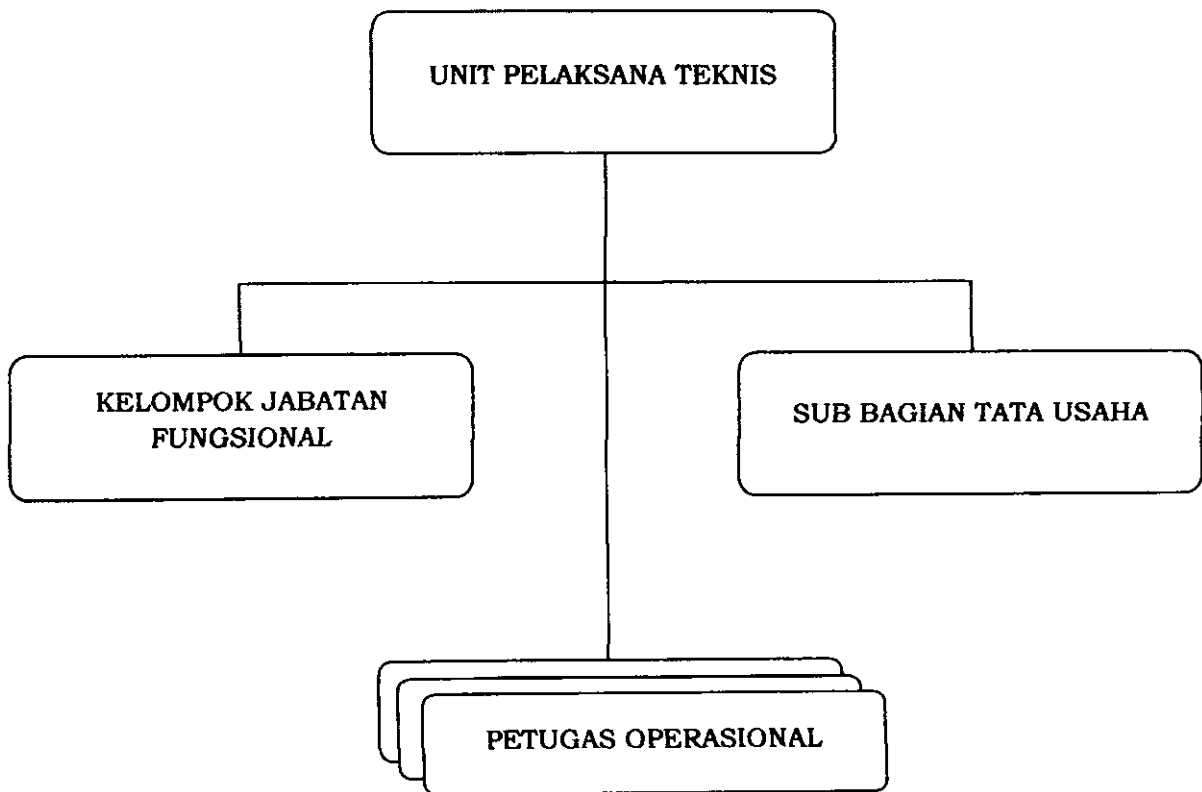 UNIT PELAKSANA TEKNIS
KELOMPOK JABATAN
FUNGSIONAL
SUB BAGIAN TATA USAHA
PETUGAS OPERASIONAL